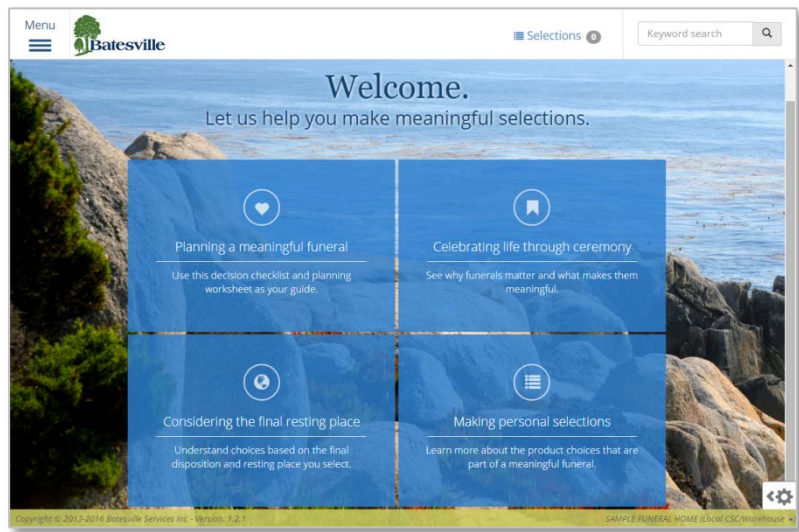 Menu
Batesville
Selections 0
Keyword search
Welcome.
Let us help you make meaningful selections.
Planning a meaningful funeral
Use this decision checklist and planning
worksheet as your guide.
Celebrating life through ceremony
See why funerals matter and what makes them
meaningful.
Considering the final resting place
Understand choices based on the final
disposition and resting place you select.
Making personal selections
Learn more about the product choices that are
part of a meaningful funeral.
Copyright © 2013-2016 Batesville Services Inc - Version: 1.2.1
SAMPLE FUNERAL HOME (Local CSC/Warehouse